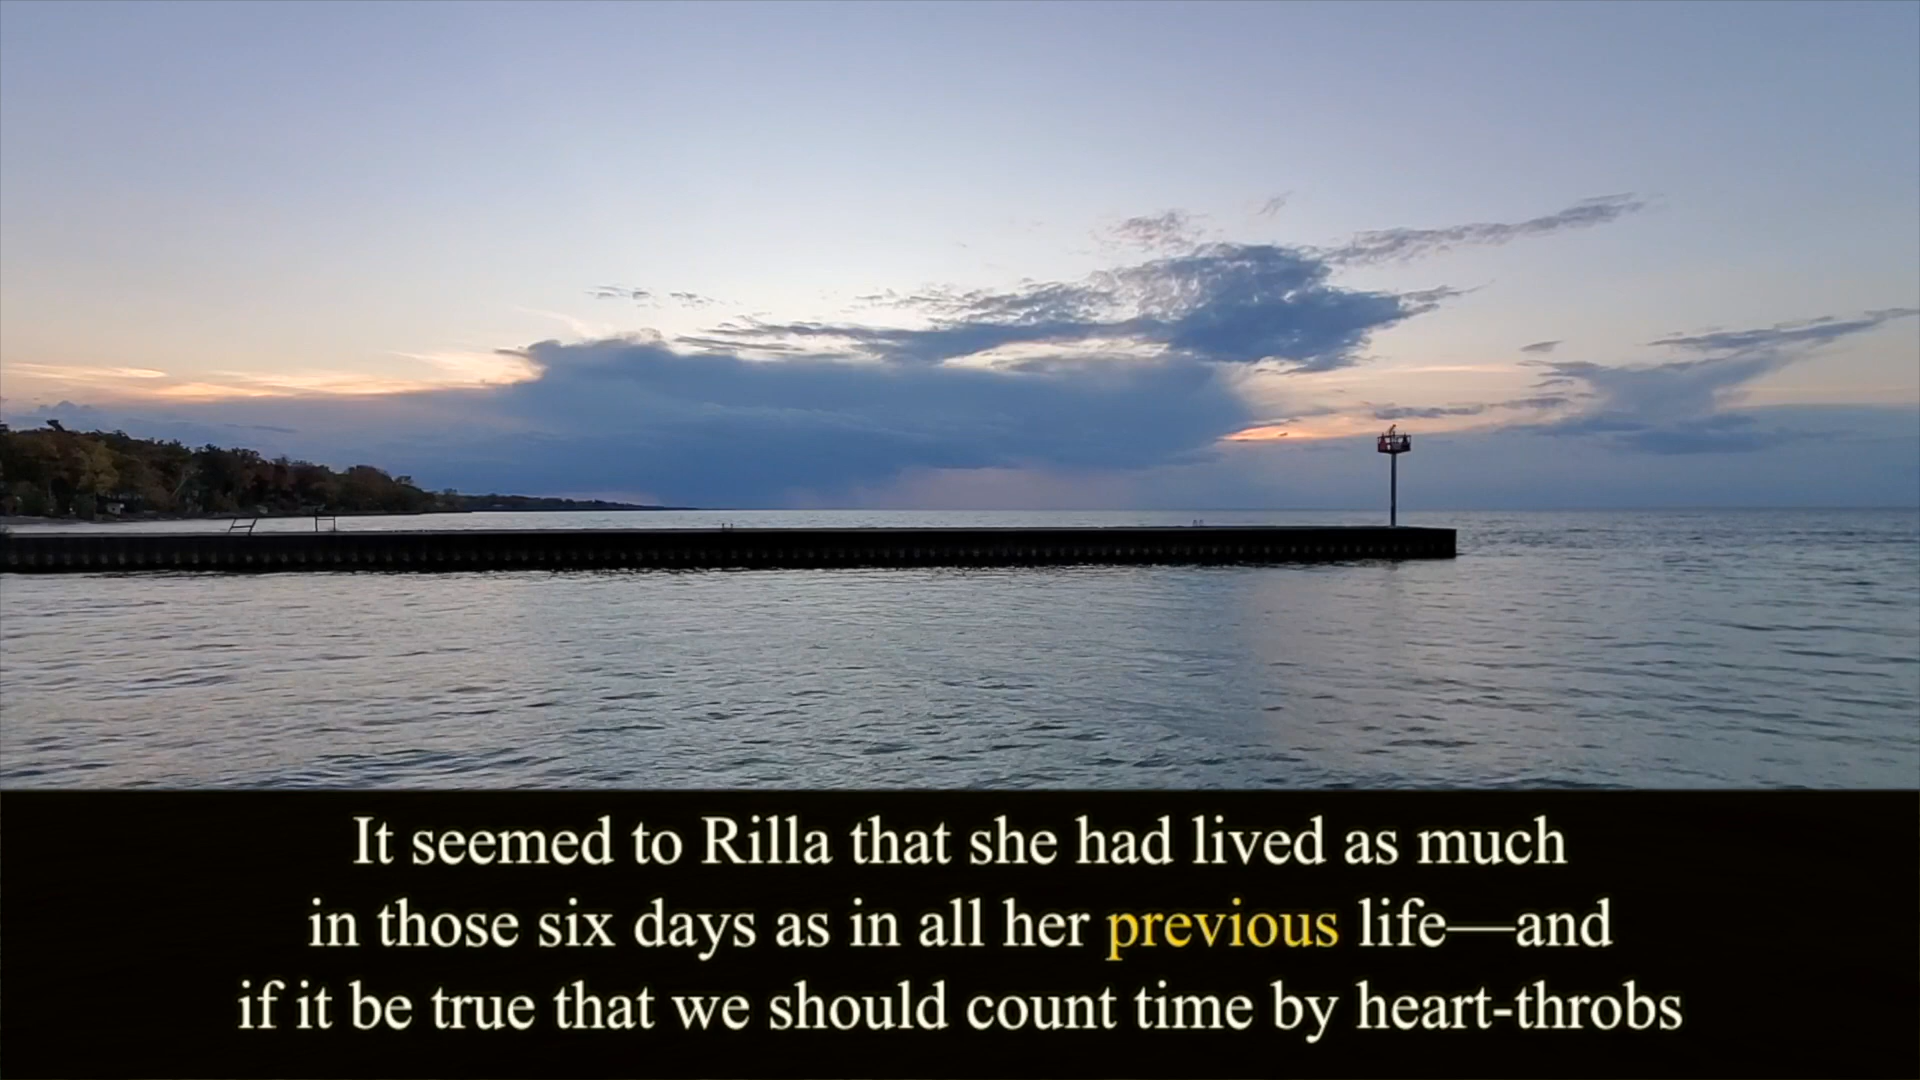 It seemed to Rilla that she had lived as much
in those six days as in all her previous life—and
if it be true that we should count time by heart-throbs